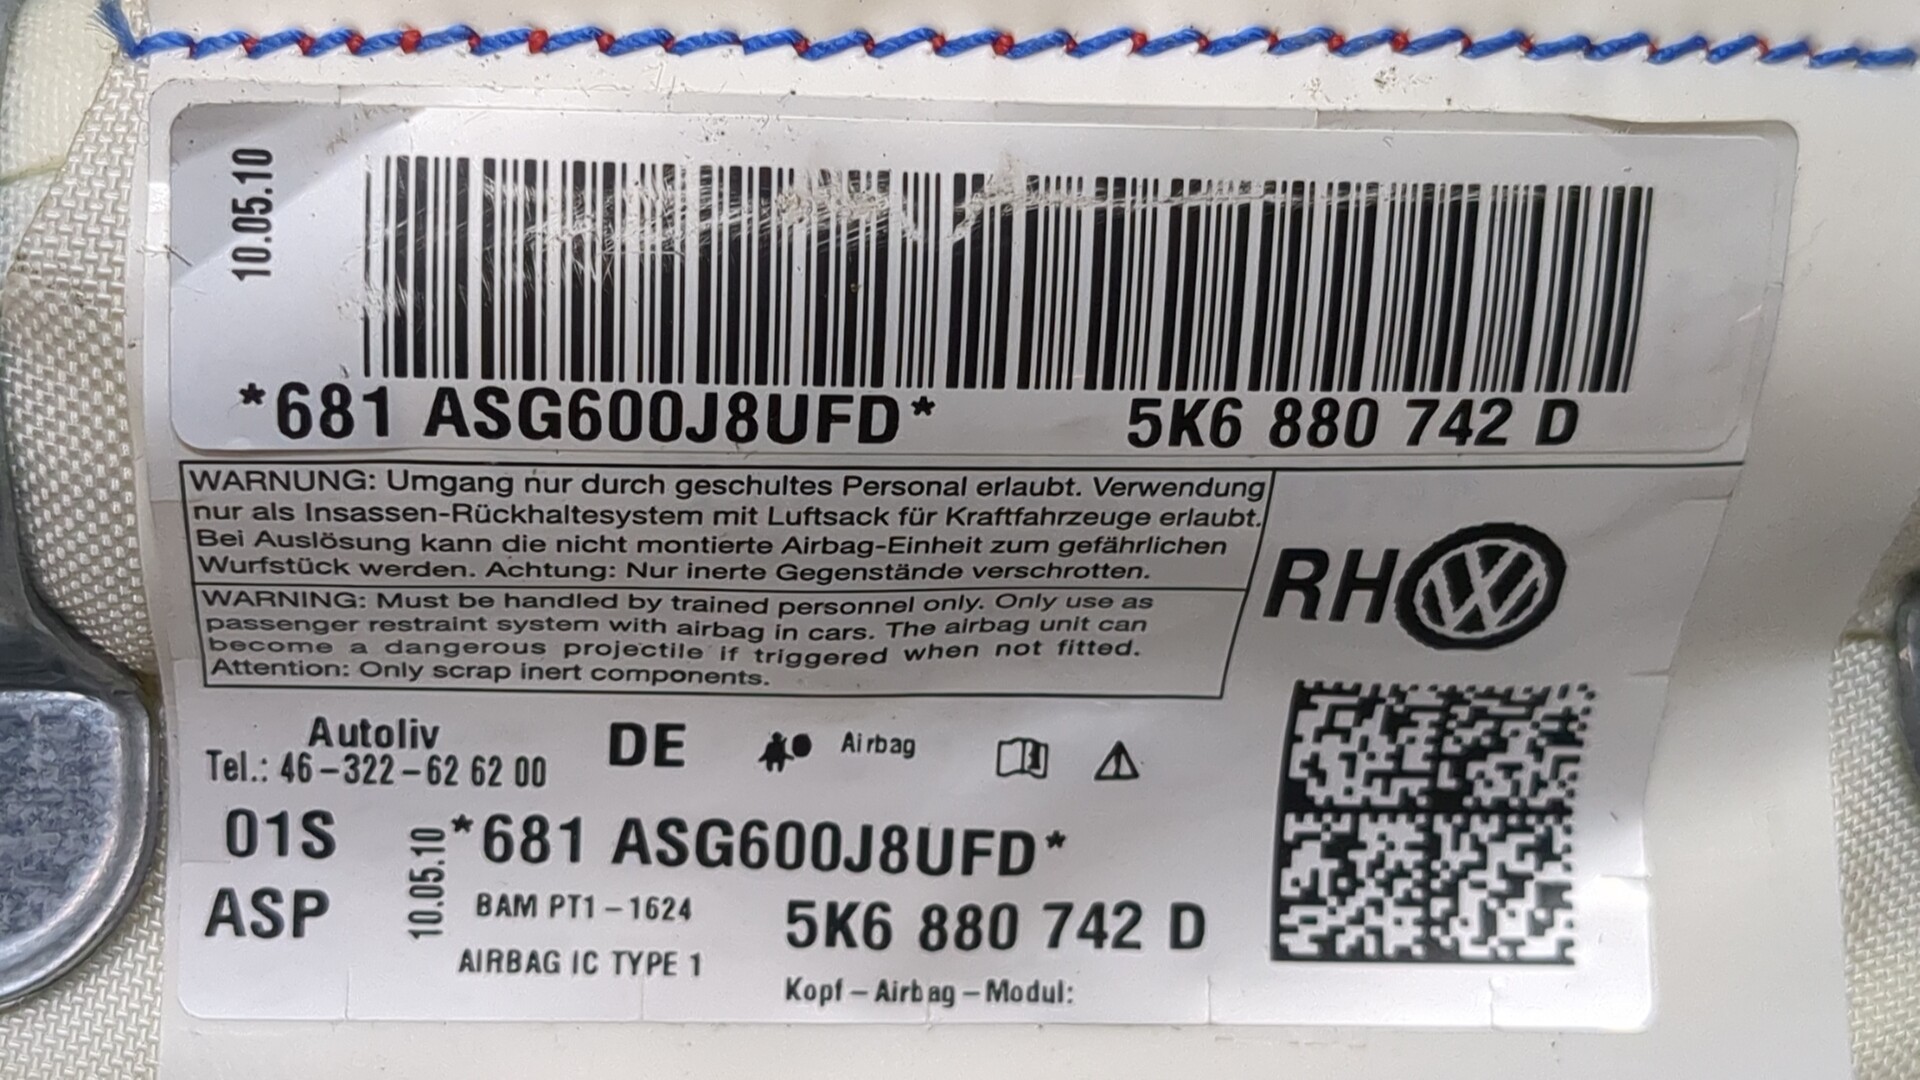 10.05.10
*681 ASG600J8UFD* 5K6 880 742 D
WARNUNG: Umgang nur durch geschultes Personal erlaubt. Verwendung
nur als Insassen-Rückhaltesystem mit Luftsack für Kraftfahrzeuge erlaubt.
Bei Auslösung kann die nicht montierte Airbag-Einheit zum gefährlichen
Wurfstück werden. Achtung: Nur inerte Gegenstände verschrotten.
WARNING: Must be handled by trained personnel only. Only use as
passenger restraint system with airbag in cars. The airbag unit can
become a dangerous projectile if triggered when not fitted.
Attention: Only scrap inert components.
RH VW
Autoliv
Tel.: 46-322-62 62 00
DE
Airbag
01S
ASP
10.05.10
*681 ASG600J8UFD*
BAM PT1-1624
5K6 880 742 D
AIRBAG IC TYPE 1
Kopf-Airbag-Modul: